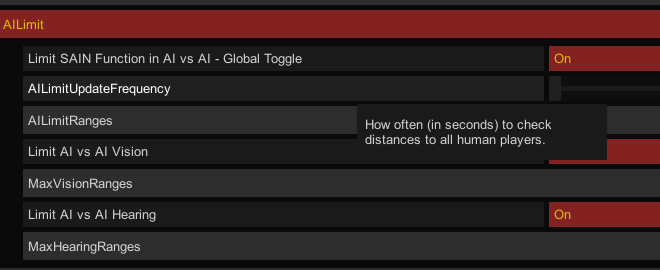 AILimit
Limit SAIN Function in AI vs AI - Global Toggle On
AILimitUpdateFrequency
AILimitRanges
How often (in seconds) to check
distances to all human players.
Limit AI vs AI Vision
MaxVisionRanges
Limit AI vs AI Hearing On
MaxHearingRanges